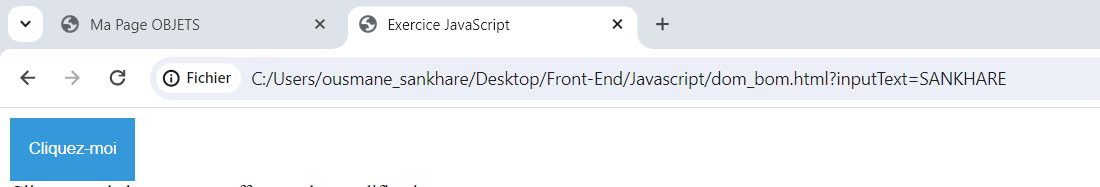 Ma Page OBJETS
Exercice JavaScript
Fichier C:/Users/ousmane_sankhare/Desktop/Front-End/Javascript/dom_bom.html?inputText=SANKHARE
Cliquez-moi